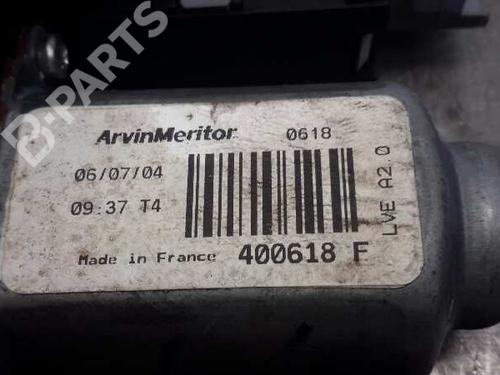 B-PARTS
ArvinMeritor 0618
06/07/04
09:37 T4
Made in France 400618 F
LVE A2.0